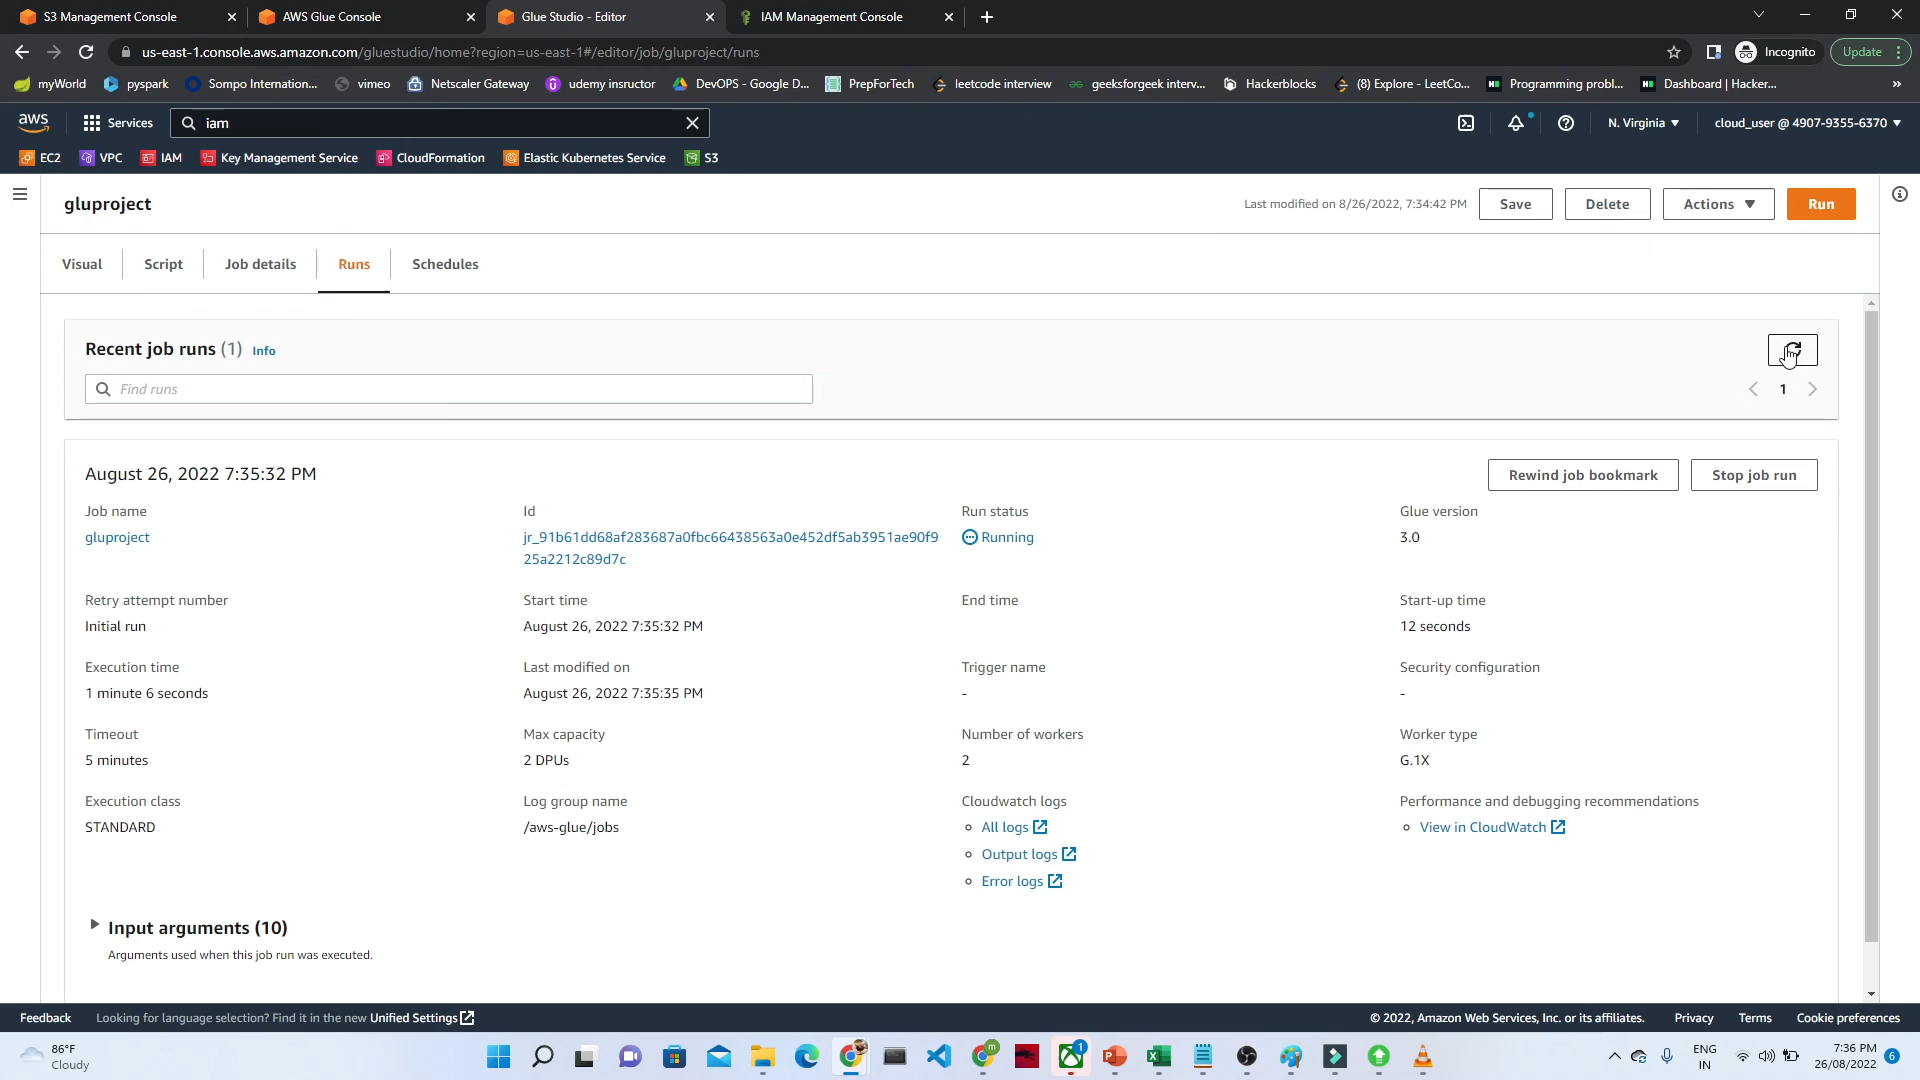 S3 Management Console
AWS Glue Console
Glue Studio - Editor
IAM Management Console
us-east-1.console.aws.amazon.com/gluestudio/home?region=us-east-1#/editor/job/gluproject/runs
Incognito
Update
myWorld
pyspark
Sompo Internation...
vimeo
Netscaler Gateway
udemy insructor
DevOPS - Google D...
PrepForTech
leetcode interview
geeksforgeek interv...
Hackerblocks
(8) Explore - LeetCo...
Programming probl...
Dashboard | Hacker...
»
aws
Services
iam
N. Virginia
cloud_user @ 4907-9355-6370
EC2
VPC
IAM
Key Management Service
CloudFormation
Elastic Kubernetes Service
S3
gluproject
Last modified on 8/26/2022, 7:34:42 PM
Save
Delete
Actions
Run
Visual
Script
Job details
Runs
Schedules
Recent job runs (1) Info
Find runs
1
August 26, 2022 7:35:32 PM
Rewind job bookmark
Stop job run
Job name
gluproject
Id
jr_91b61dd68af283687a0fbc66438563a0e452df5ab3951ae90f9
25a2212c89d7c
Run status
Running
Glue version
3.0
Retry attempt number
Initial run
Start time
August 26, 2022 7:35:32 PM
End time
Start-up time
12 seconds
Execution time
1 minute 6 seconds
Last modified on
August 26, 2022 7:35:35 PM
Trigger name
-
Security configuration
-
Timeout
5 minutes
Max capacity
2 DPUs
Number of workers
2
Worker type
G.1X
Execution class
STANDARD
Log group name
/aws-glue/jobs
Cloudwatch logs
All logs
Output logs
Error logs
Performance and debugging recommendations
View in CloudWatch
Input arguments (10)
Arguments used when this job run was executed.
Feedback
Looking for language selection? Find it in the new Unified Settings
© 2022, Amazon Web Services, Inc. or its affiliates.
Privacy
Terms
Cookie preferences
86°F
Cloudy
ENG
IN
7:36 PM
26/08/2022
6